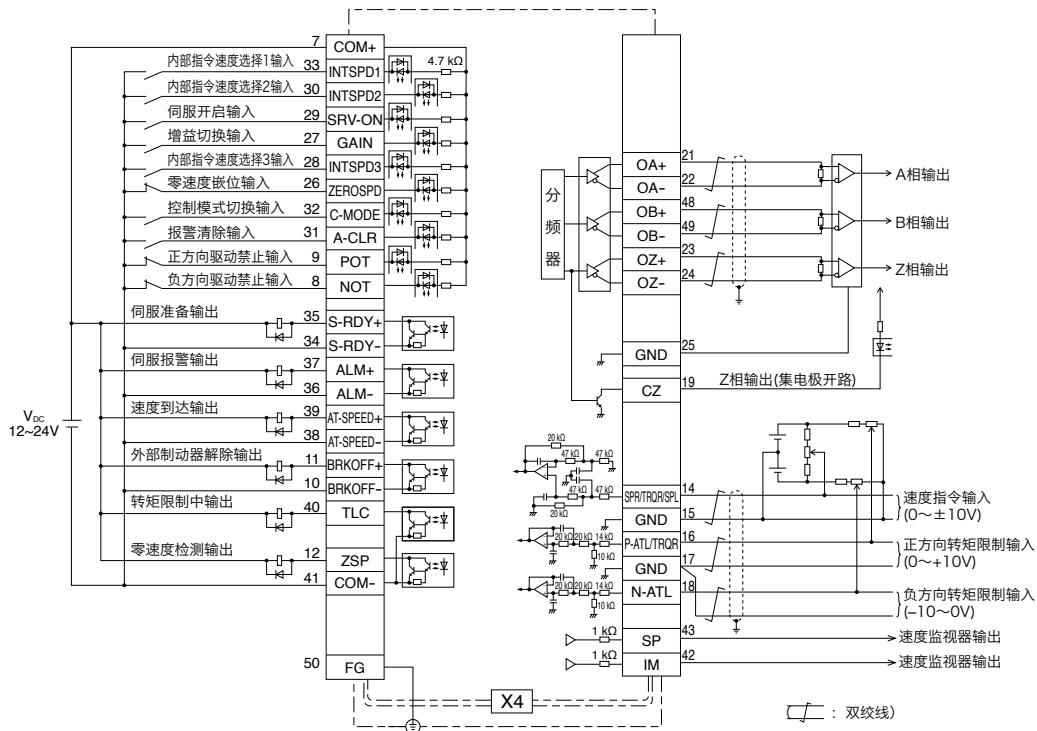 7 COM+
内部指令速度选择1输入 33 INTSPD1 4.7 kΩ
内部指令速度选择2输入 30 INTSPD2
伺服开启输入 29 SRV-ON
增益切换输入 27 GAIN
内部指令速度选择3输入 28 INTSPD3
零速度嵌位输入 26 ZEROSPD
控制模式切换输入 32 C-MODE
报警清除输入 31 A-CLR
正方向驱动禁止输入 9 POT
负方向驱动禁止输入 8 NOT
伺服准备输出 35 S-RDY+
34 S-RDY-
伺服报警输出 37 ALM+
36 ALM-
速度到达输出 39 AT-SPEED+
38 AT-SPEED-
外部制动器解除输出 11 BRKOFF+
10 BRKOFF-
转矩限制中输出 40 TLC
零速度检测输出 12 ZSP
41 COM-
50 FG
VDC
12~24V
X4
分频器
OA+ 21
OA- 22
A相输出
OB+ 48
OB- 49
B相输出
OZ+ 23
OZ- 24
Z相输出
GND 25
CZ 19 Z相输出(集电极开路)
20 kΩ
47 kΩ 47 kΩ
47 kΩ 47 kΩ
20 kΩ
SPR/TRQR/SPL 14
GND 15
速度指令输入
(0~±10V)
20 kΩ 20 kΩ 14 kΩ
10 kΩ
P-ATL/TRQR 16
GND 17
正方向转矩限制输入
(0~+10V)
20 kΩ 20 kΩ 14 kΩ
10 kΩ
N-ATL 18
负方向转矩限制输入
(–10~0V)
1 kΩ SP 43 速度监视器输出
1 kΩ IM 42 速度监视器输出
( : 双绞线)